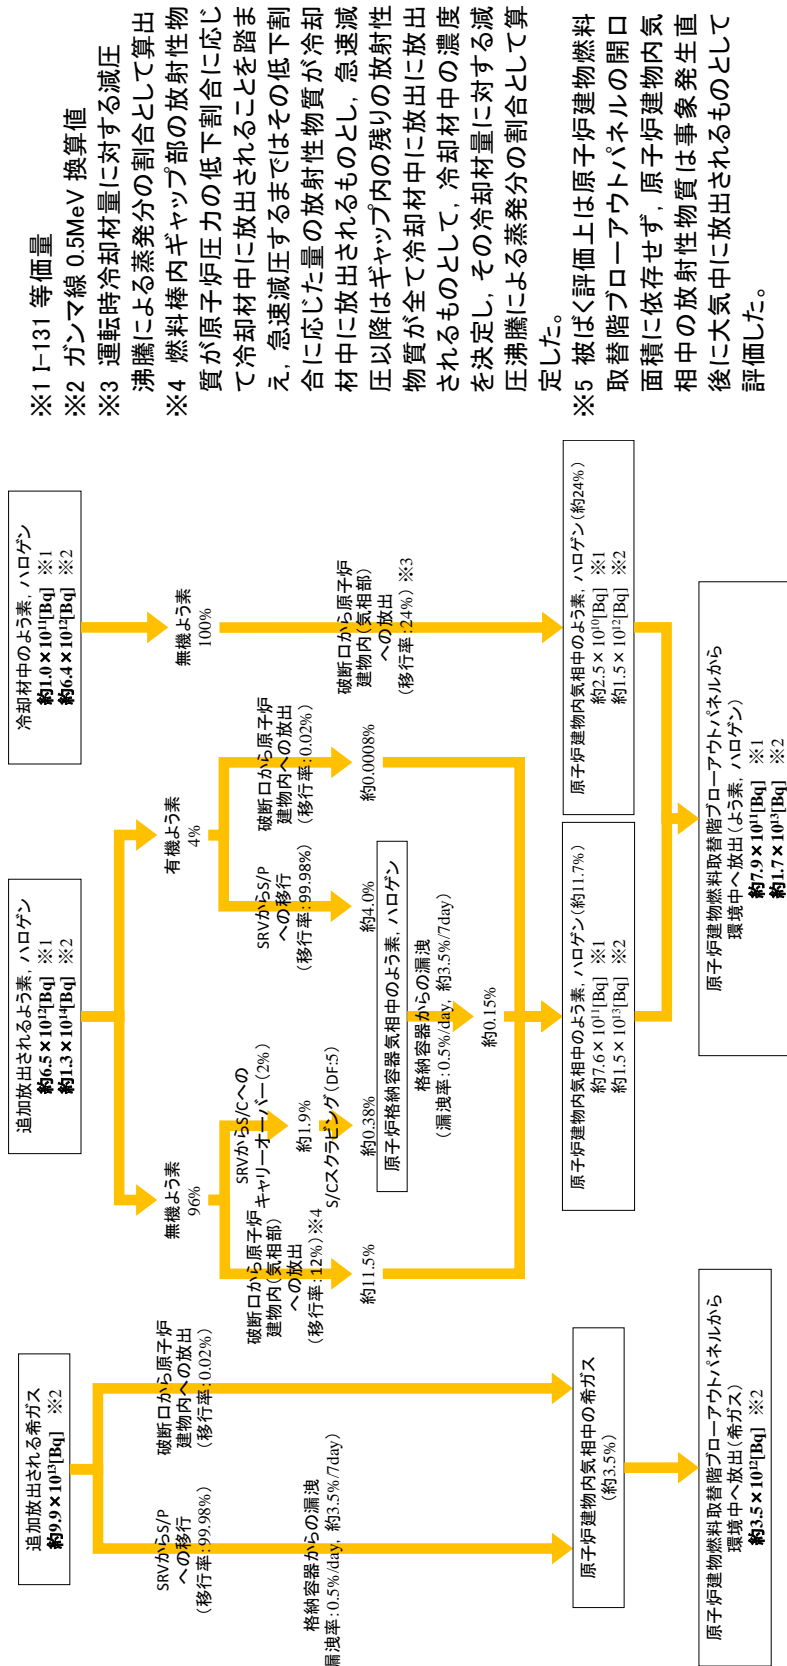 追加放出される希ガス
約9.9×10¹³[Bq] ※2
SRVからS/P
への移行
(移行率:99.98%)
破断口から原子炉
建物内への放出
(移行率:0.02%)
格納容器からの漏洩
漏洩率:0.5%/day, 約3.5%/7day)
原子炉建物内気相中の希ガス
(約3.5%)
原子炉建物燃料取替階ブローアウトパネルから
環境中へ放出(希ガス)
約3.5×10¹²[Bq] ※2
追加放出されるよう素, ハロゲン
約6.5×10¹²[Bq] ※1
約1.3×10¹⁴[Bq] ※2
無機よう素
96%
有機よう素
4%
破断口から原子炉
建物内(気相部)
への放出
(移行率:12%)※4
SRVからS/Cへの
キャリーオーバー(2%)
SRVからS/P
への移行
(移行率:99.98%)
破断口から原子炉
建物内への放出
(移行率:0.02%)
約1.9%
S/Cスクラビング(DF:5)
約11.5%
約0.38%
約4.0%
約0.0008%
原子炉格納容器気相中のよう素, ハロゲン
格納容器からの漏洩
(漏洩率:0.5%/day, 約3.5%/7day)
約0.15%
原子炉建物内気相中のよう素, ハロゲン(約11.7%)
約7.6×10¹¹[Bq] ※1
約1.5×10¹³[Bq] ※2
冷却材中のよう素, ハロゲン
約1.0×10¹¹[Bq] ※1
約6.4×10¹²[Bq] ※2
無機よう素
100%
破断口から原子炉
建物内(気相部)
への放出
(移行率:24%) ※3
原子炉建物内気相中のよう素, ハロゲン(約24%)
約2.5×10¹⁰[Bq] ※1
約1.5×10¹²[Bq] ※2
原子炉建物燃料取替階ブローアウトパネルから
環境中へ放出(よう素, ハロゲン)
約7.9×10¹¹[Bq] ※1
約1.7×10¹³[Bq] ※2
※1 I-131 等価量
※2 ガンマ線 0.5MeV 換算値
※3 運転時冷却材量に対する減圧
沸騰による蒸発分の割合として算出
※4 燃料棒内ギャップ部の放射性物
質が原子炉圧力の低下割合に応じ
て冷却材中に放出されることを踏ま
え, 急速減圧するまではその低下割
合に応じた量の放射性物質が冷却
材中に放出されるものとし, 急速減
圧以降はギャップ内の残りの放射性
物質が全て冷却材中に放出に放出
されるものとして, 冷却材中の濃度
を決定し, その冷却材量に対する減
圧沸騰による蒸発分の割合として算
定した。
※5 被ばく評価上は原子炉建物燃料
取替階ブローアウトパネルの開口
面積に依存せず, 原子炉建物内気
相中の放射性物質は事象発生直
後に大気中に放出されるものとして
評価した。